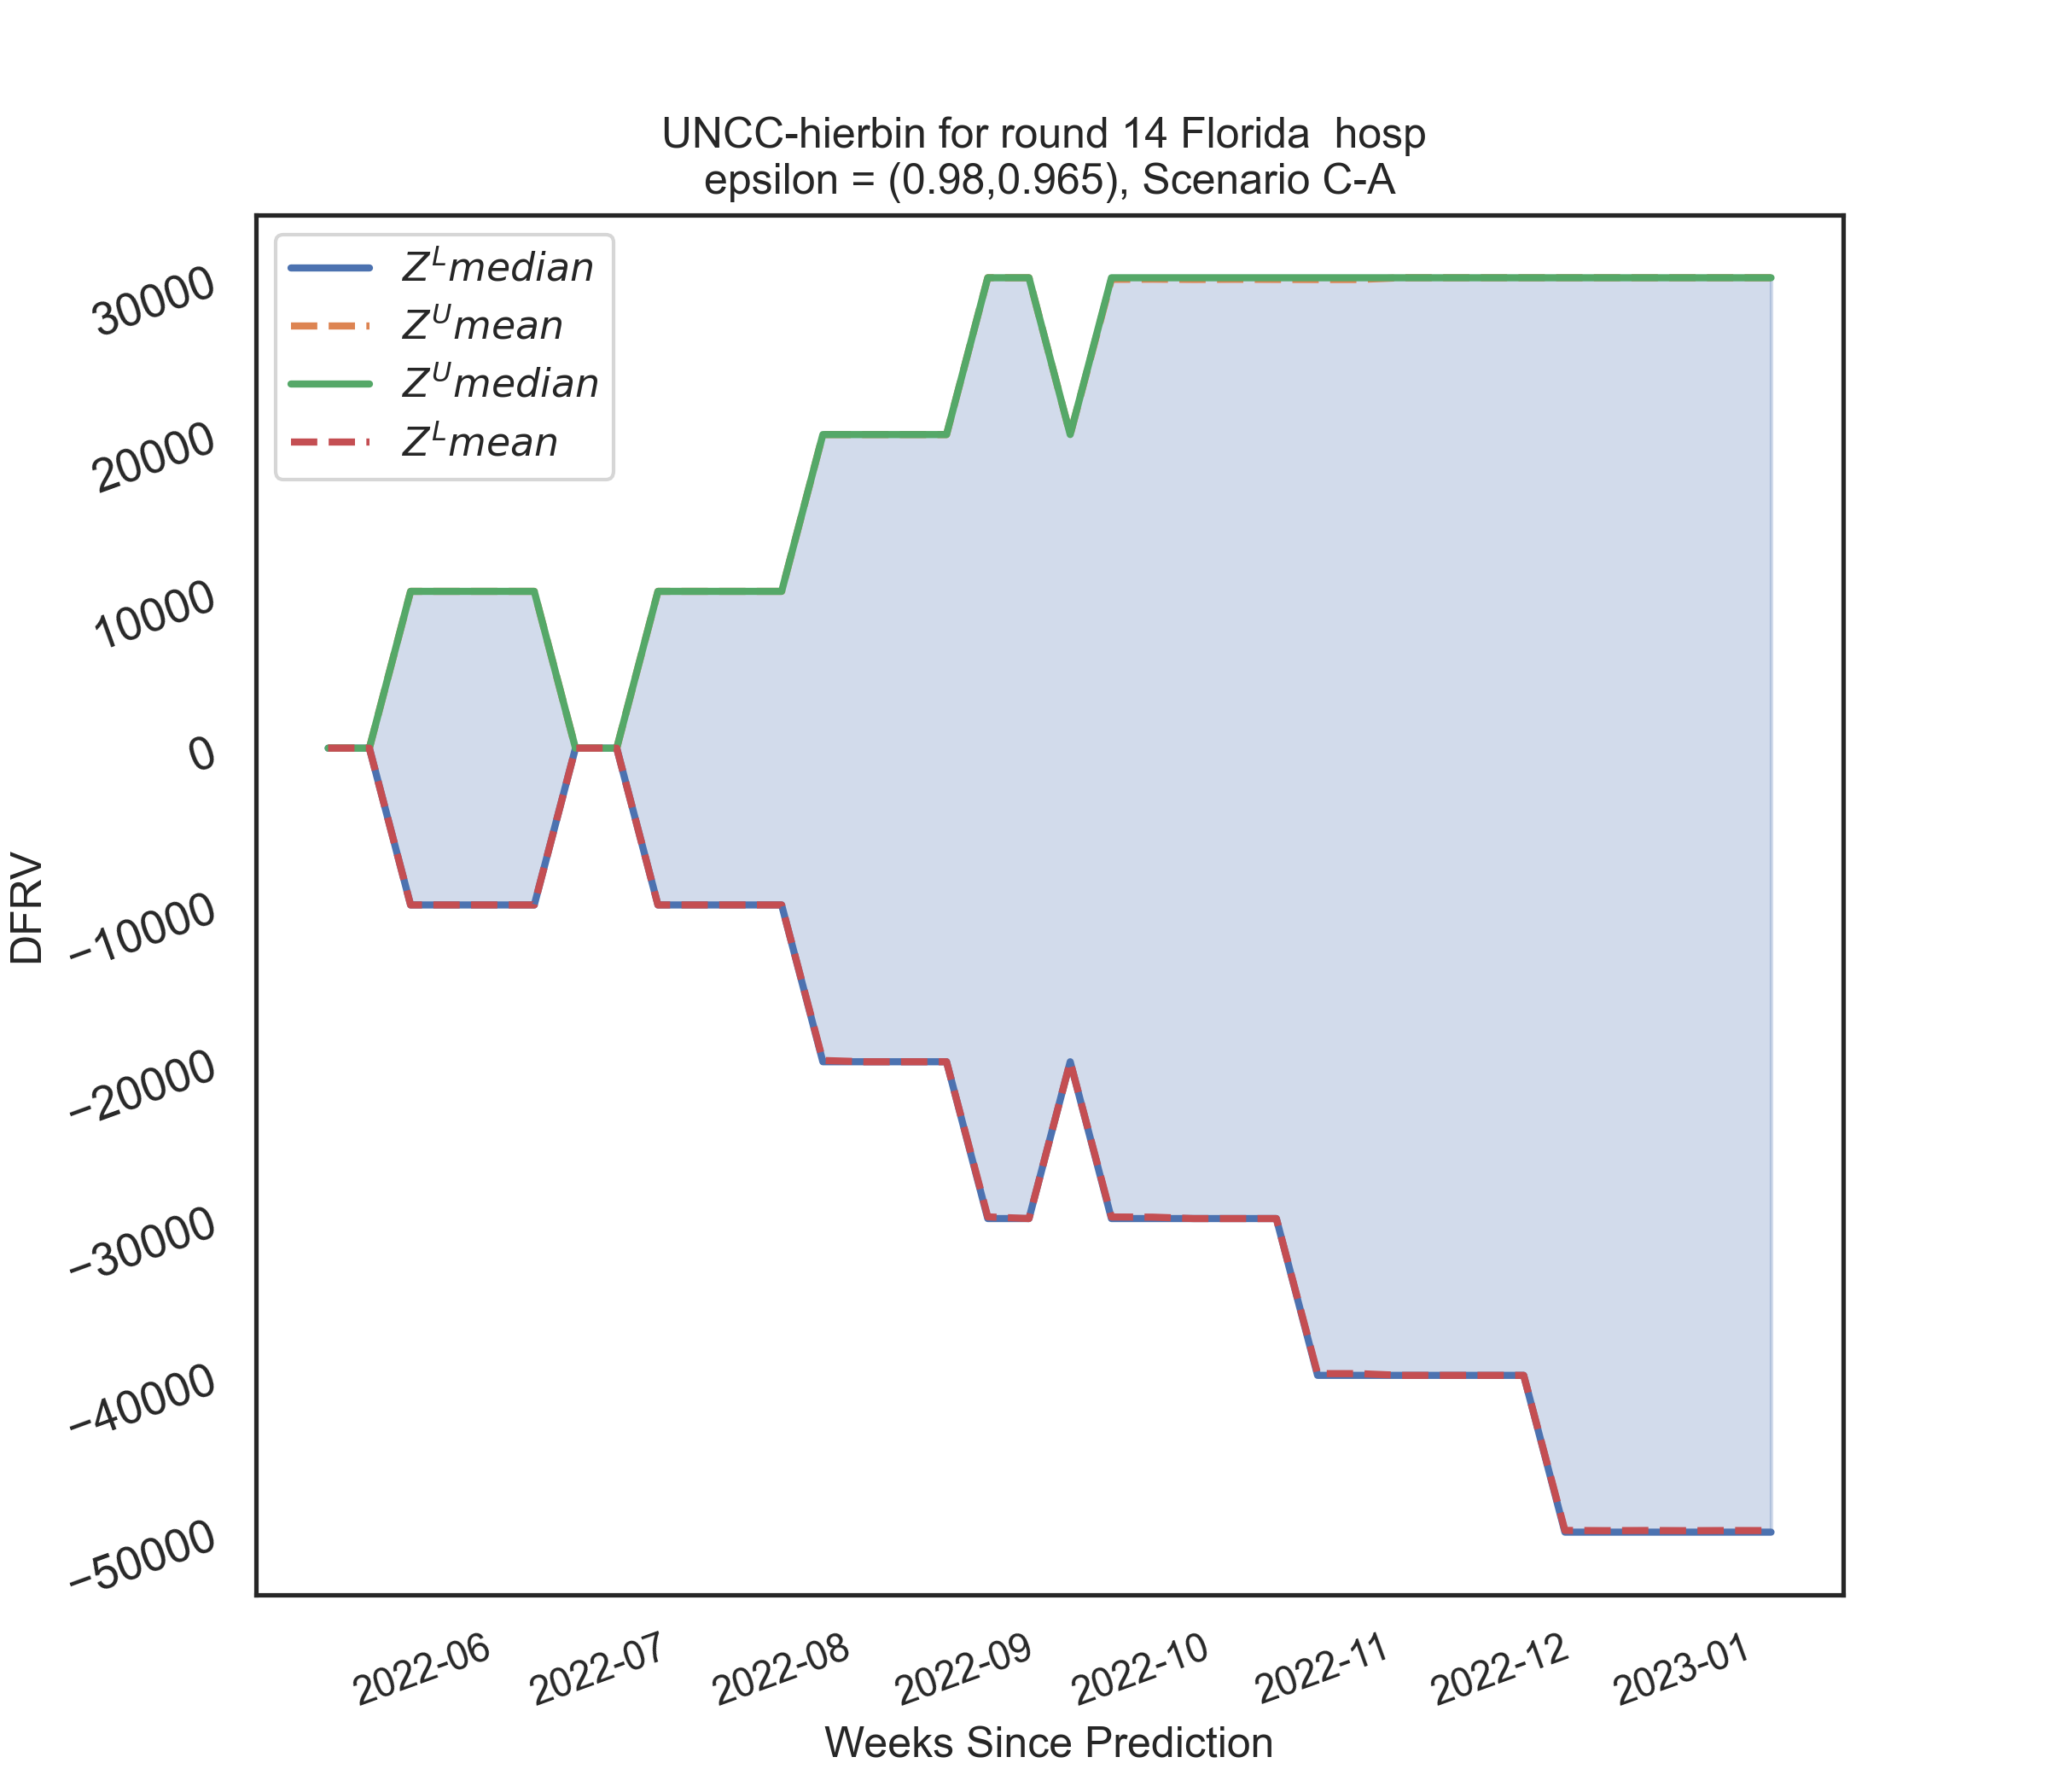 UNCC-hierbin for round 14 Florida  hosp
epsilon = (0.98,0.965), Scenario C-A
Z^L median
Z^U mean
Z^U median
Z^L mean
30000
20000
10000
0
−10000
−20000
−30000
−40000
−50000
DFRV
2022-06
2022-07
2022-08
2022-09
2022-10
2022-11
2022-12
2023-01
Weeks Since Prediction